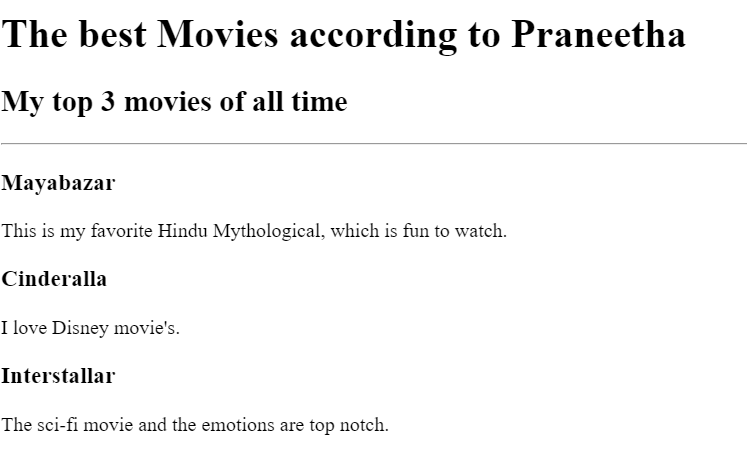 The best Movies according to Praneetha
My top 3 movies of all time
Mayabazar
This is my favorite Hindu Mythological, which is fun to watch.
Cinderalla
I love Disney movie's.
Interstallar
The sci-fi movie and the emotions are top notch.